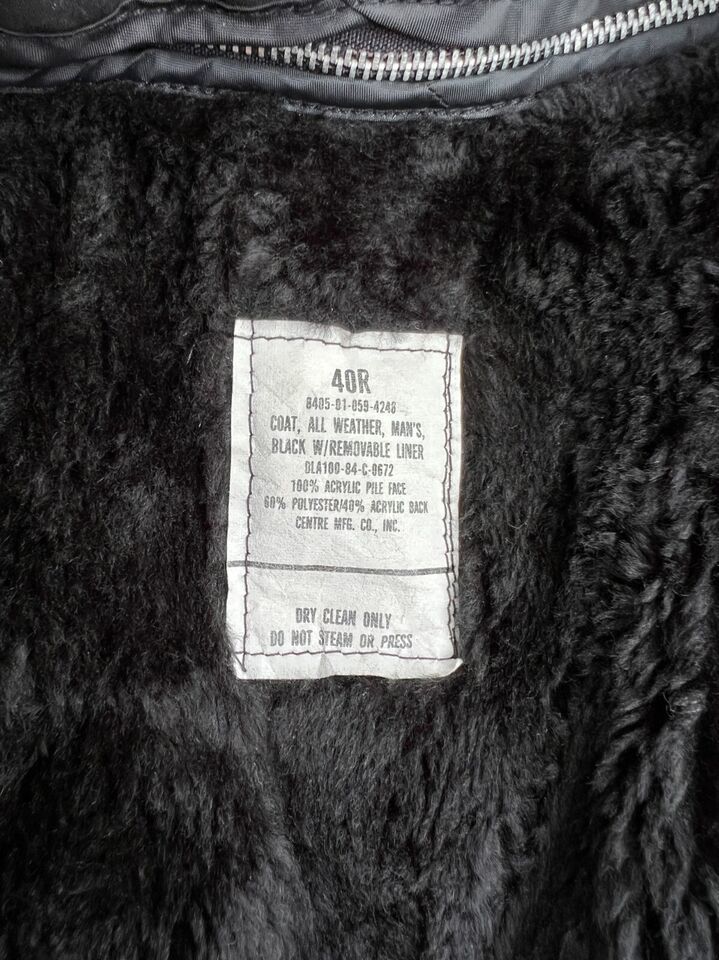 40R
8405-01-059-4248
COAT, ALL WEATHER, MAN'S,
BLACK W/REMOVABLE LINER
DLA100-84-C-0672
100% ACRYLIC PILE FACE
60% POLYESTER/40% ACRYLIC BACK
CENTRE MFG. CO., INC.
DRY CLEAN ONLY
DO NOT STEAM OR PRESS